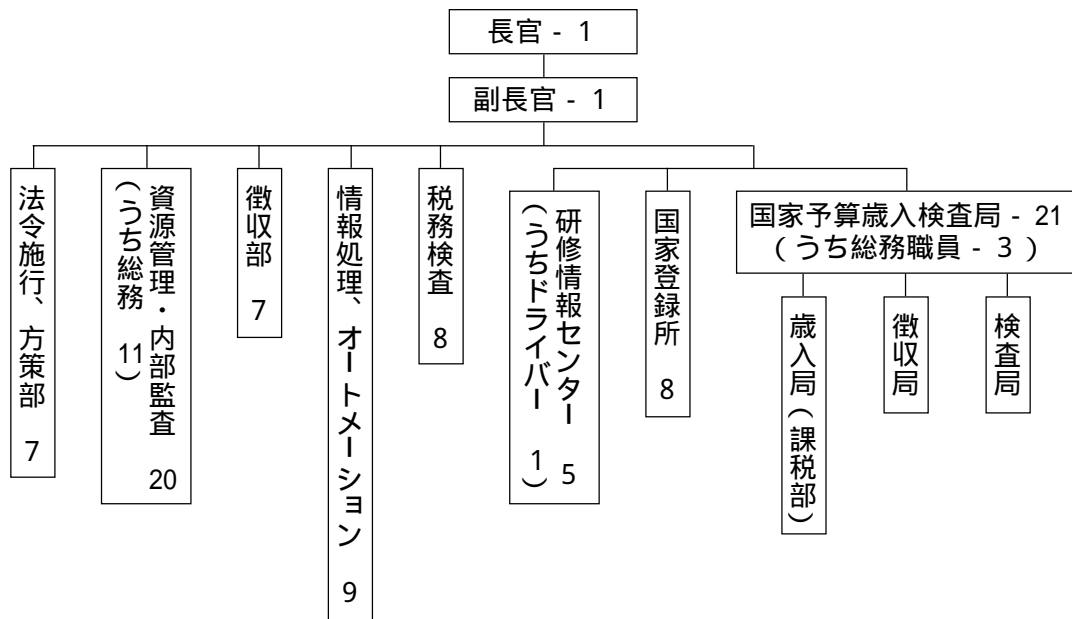 長官 - 1
副長官 - 1
法令施行、方策部 7
資源管理・内部監査 20
(うち総務 11)
徴収部 7
情報処理、オートメーション 9
税務検査 8
研修情報センター 5
(うちドライバー 1)
国家登録所 8
国家予算歳入検査局 - 21
(うち総務職員 - 3)
歳入局(課税部)
徴収局
検査局